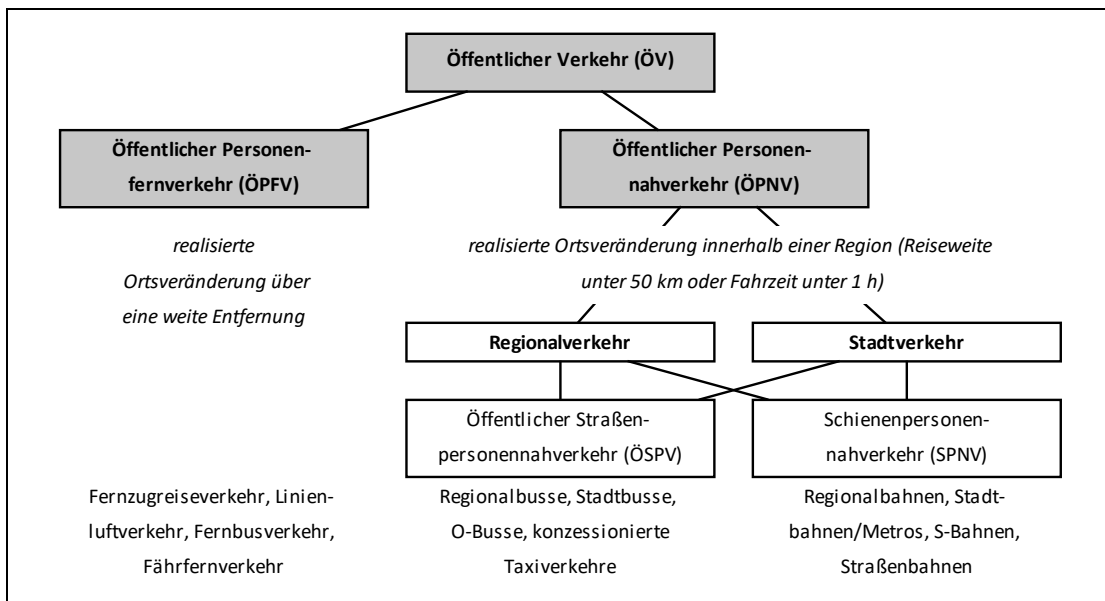 Öffentlicher Verkehr (ÖV)
Öffentlicher Personen-
fernverkehr (ÖPFV)
Öffentlicher Personen-
nahverkehr (ÖPNV)
realisierte
Ortsveränderung über
eine weite Entfernung
realisierte Ortsveränderung innerhalb einer Region (Reiseweite
unter 50 km oder Fahrzeit unter 1 h)
Regionalverkehr
Stadtverkehr
Öffentlicher Straßen-
personennahverkehr (ÖSPV)
Schienenpersonen-
nahverkehr (SPNV)
Fernzugreiseverkehr, Linien-
luftverkehr, Fernbusverkehr,
Fährfernverkehr
Regionalbusse, Stadtbusse,
O-Busse, konzessionierte
Taxiverkehre
Regionalbahnen, Stadt-
bahnen/Metros, S-Bahnen,
Straßenbahnen